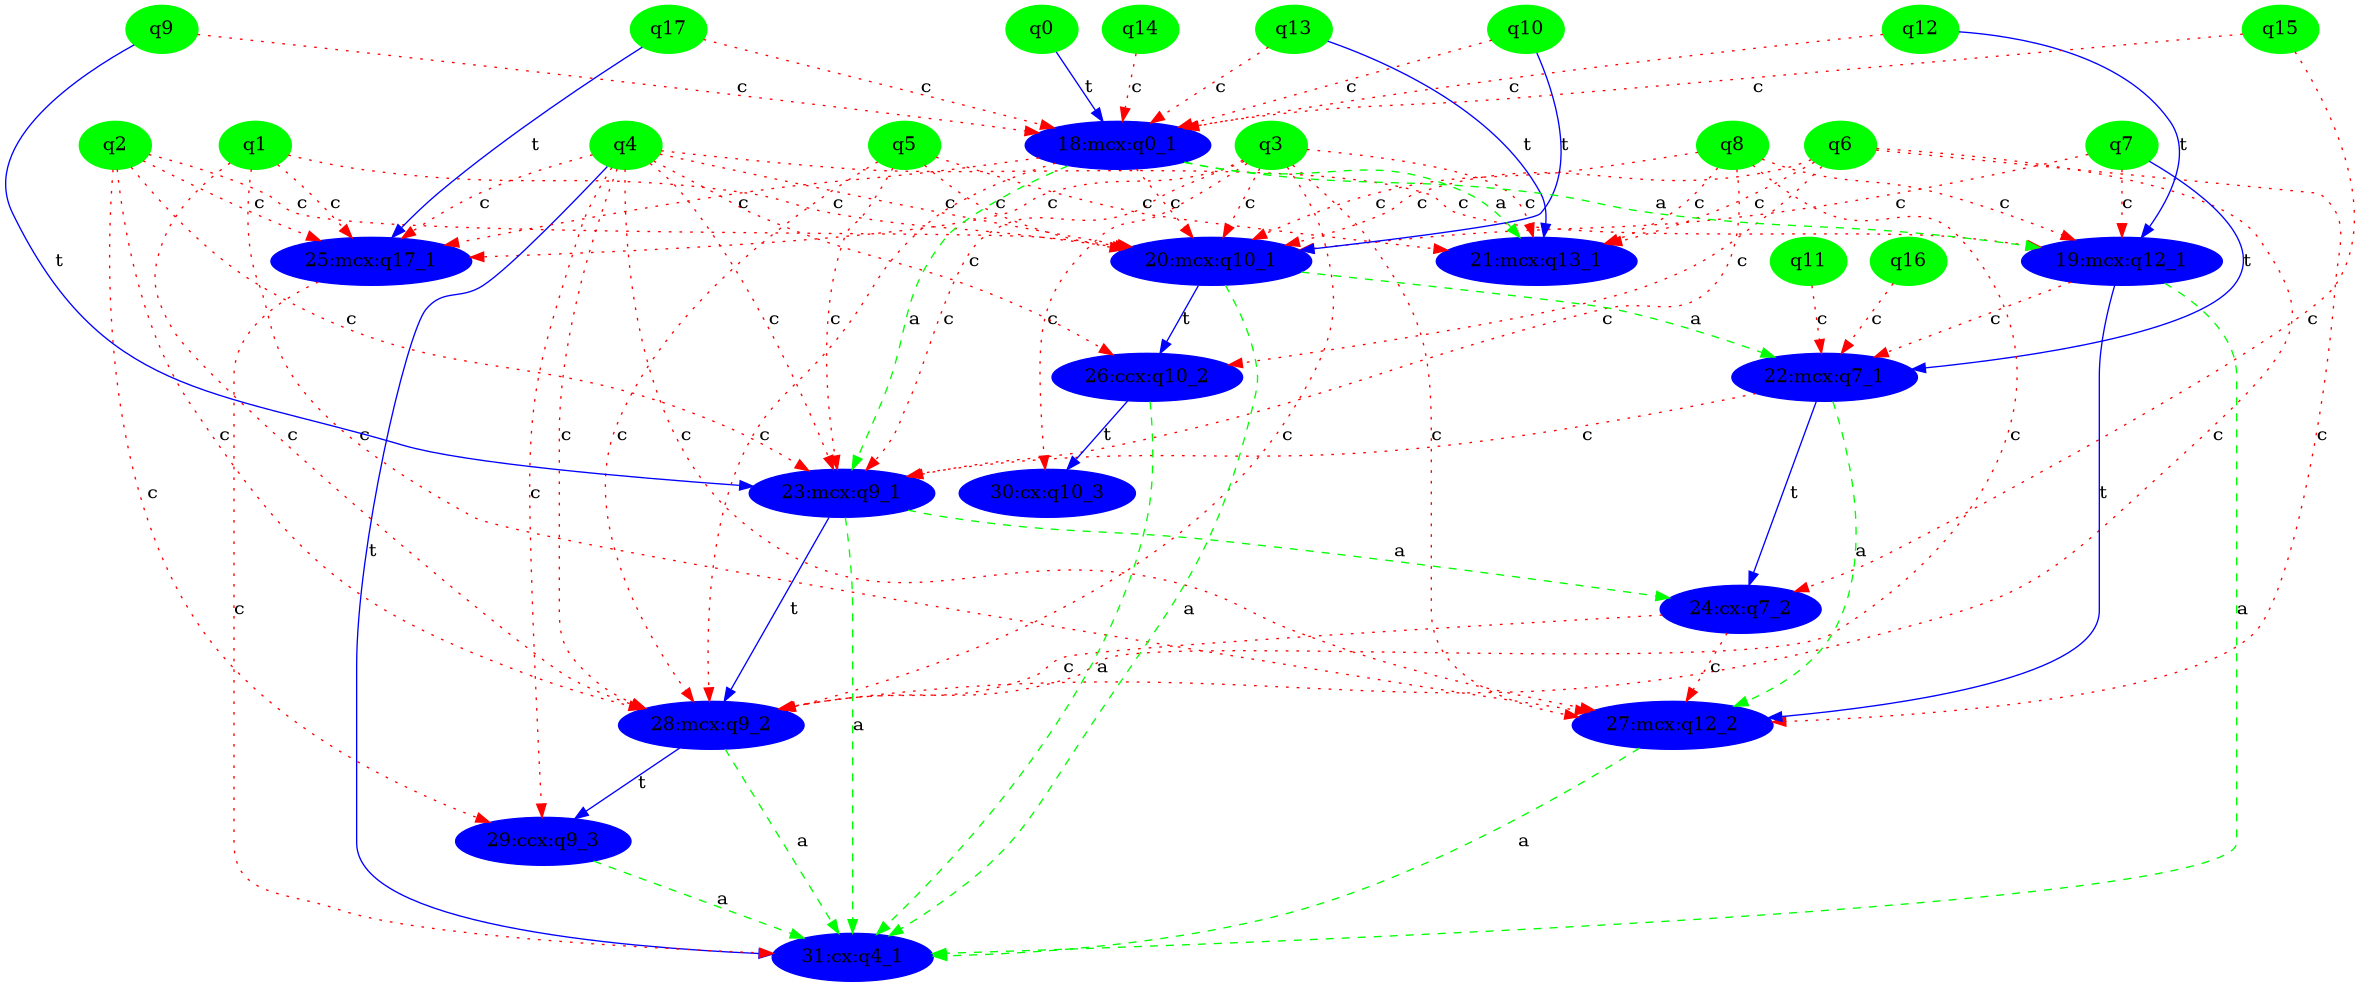 q9 q17 q0 q14 q13 q10 q12 q15
c t c t c c c c c c
q2 q1 q4 q5 18:mcx:q0_1 q3 q8 q6 q7
t t t t
c c c c c c c c c c a a c c c c c c c
t 25:mcx:q17_1 20:mcx:q10_1 21:mcx:q13_1 q11 q16 19:mcx:q12_1 t
c c c c a c c t c c a c c c c
26:ccx:q10_2 22:mcx:q7_1
c c c c c c c c t c c c c c c
23:mcx:q9_1 30:cx:q10_3
c c t a t a t
c t a 24:cx:q7_2 a
c a c
28:mcx:q9_2 27:mcx:q12_2
t
29:ccx:q9_3 a a
a
31:cx:q4_1